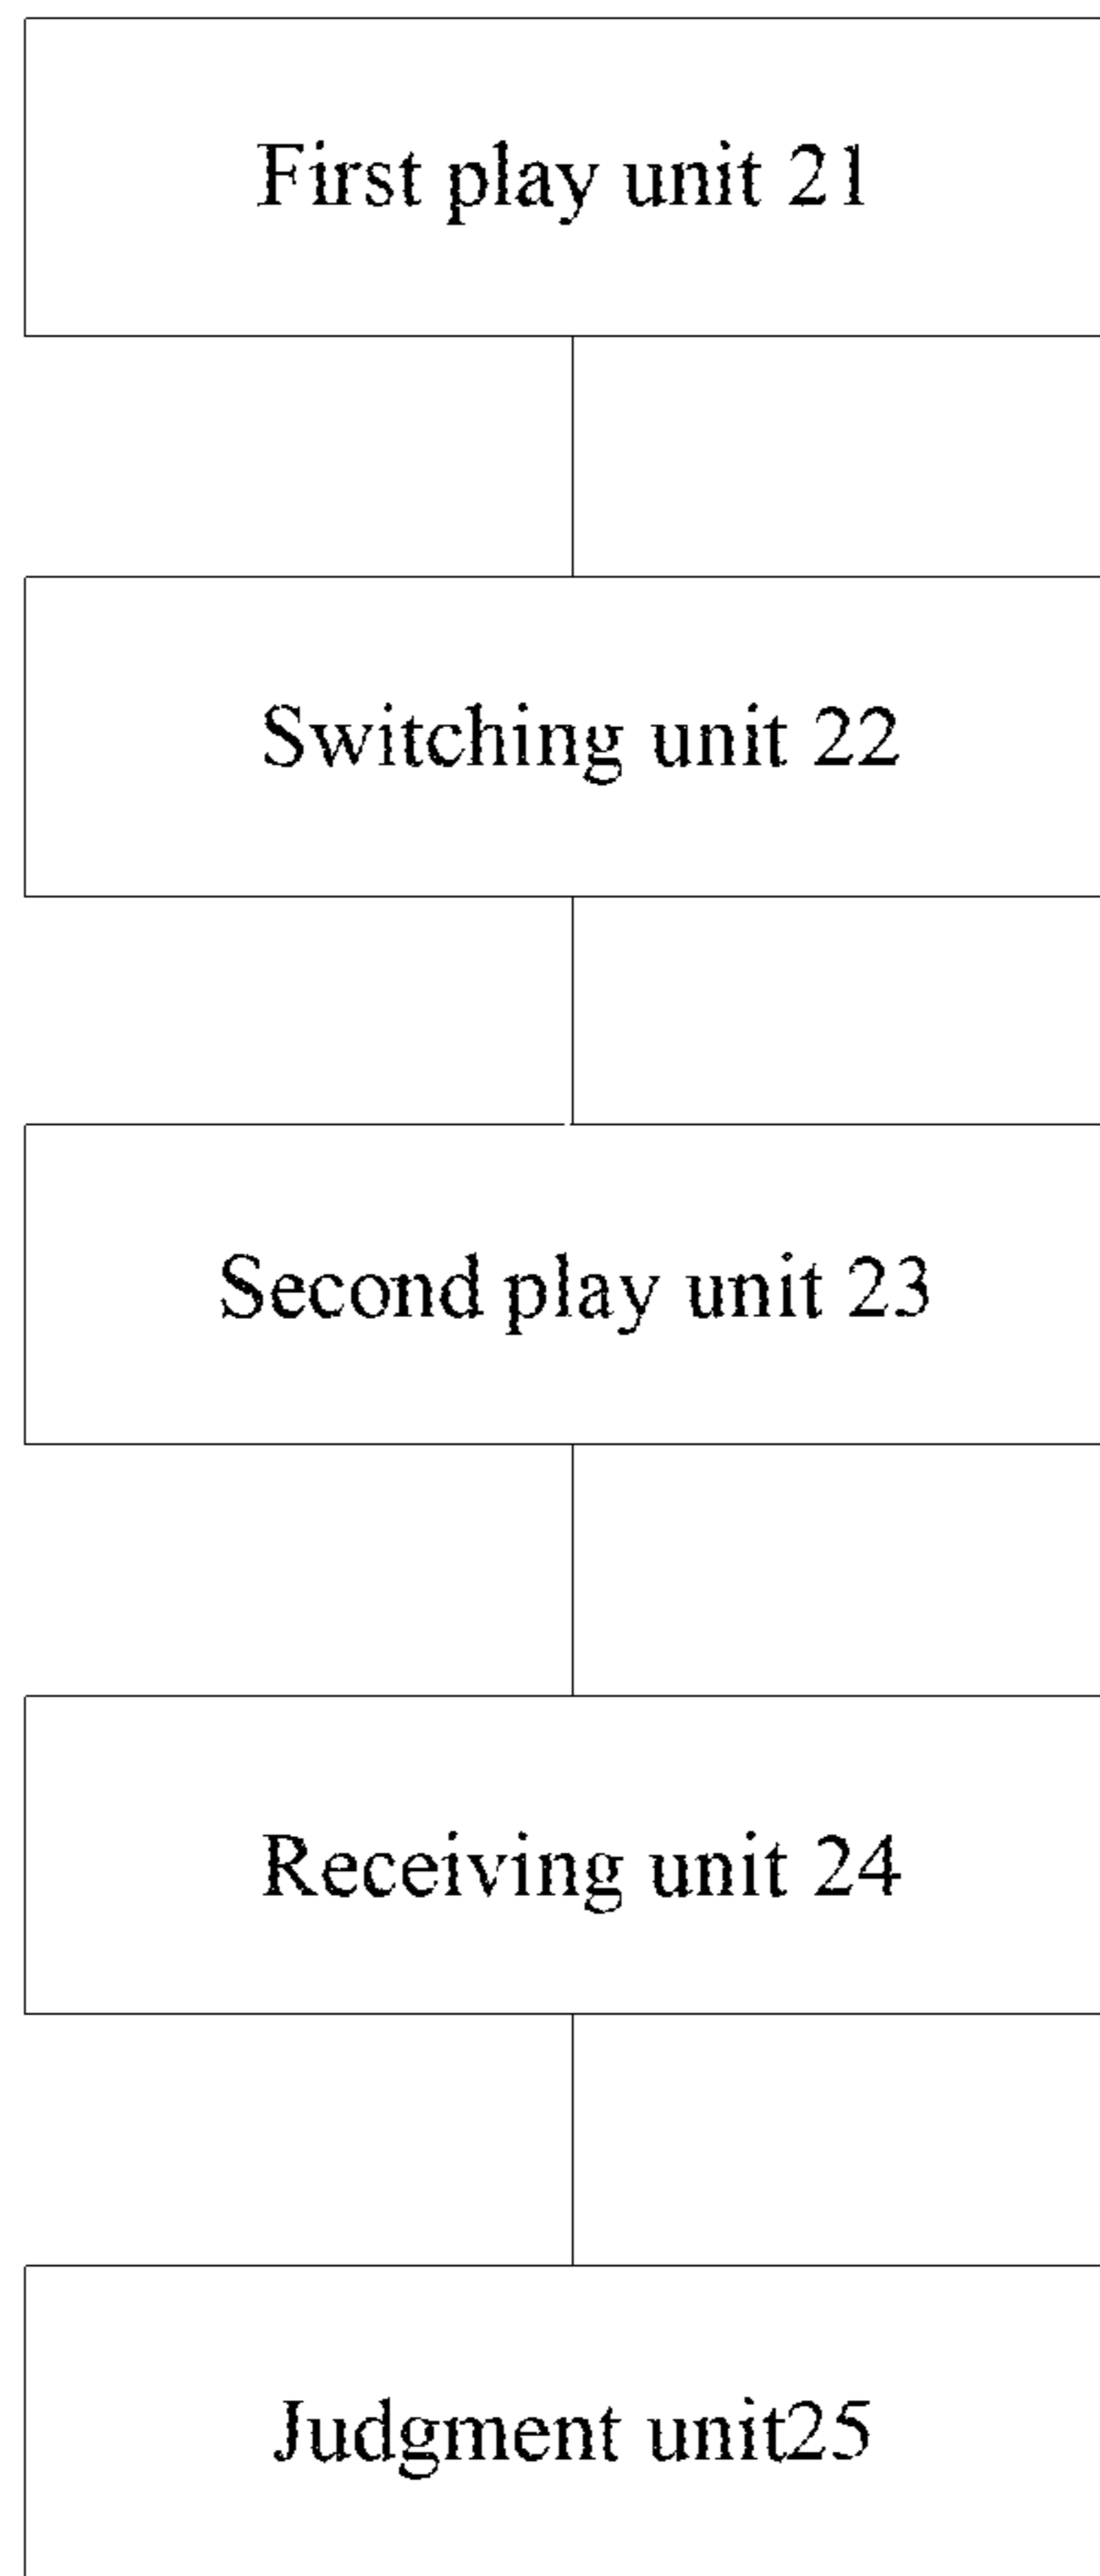 First play unit 21
Switching unit 22
Second play unit 23
Receiving unit 24
Judgment unit25